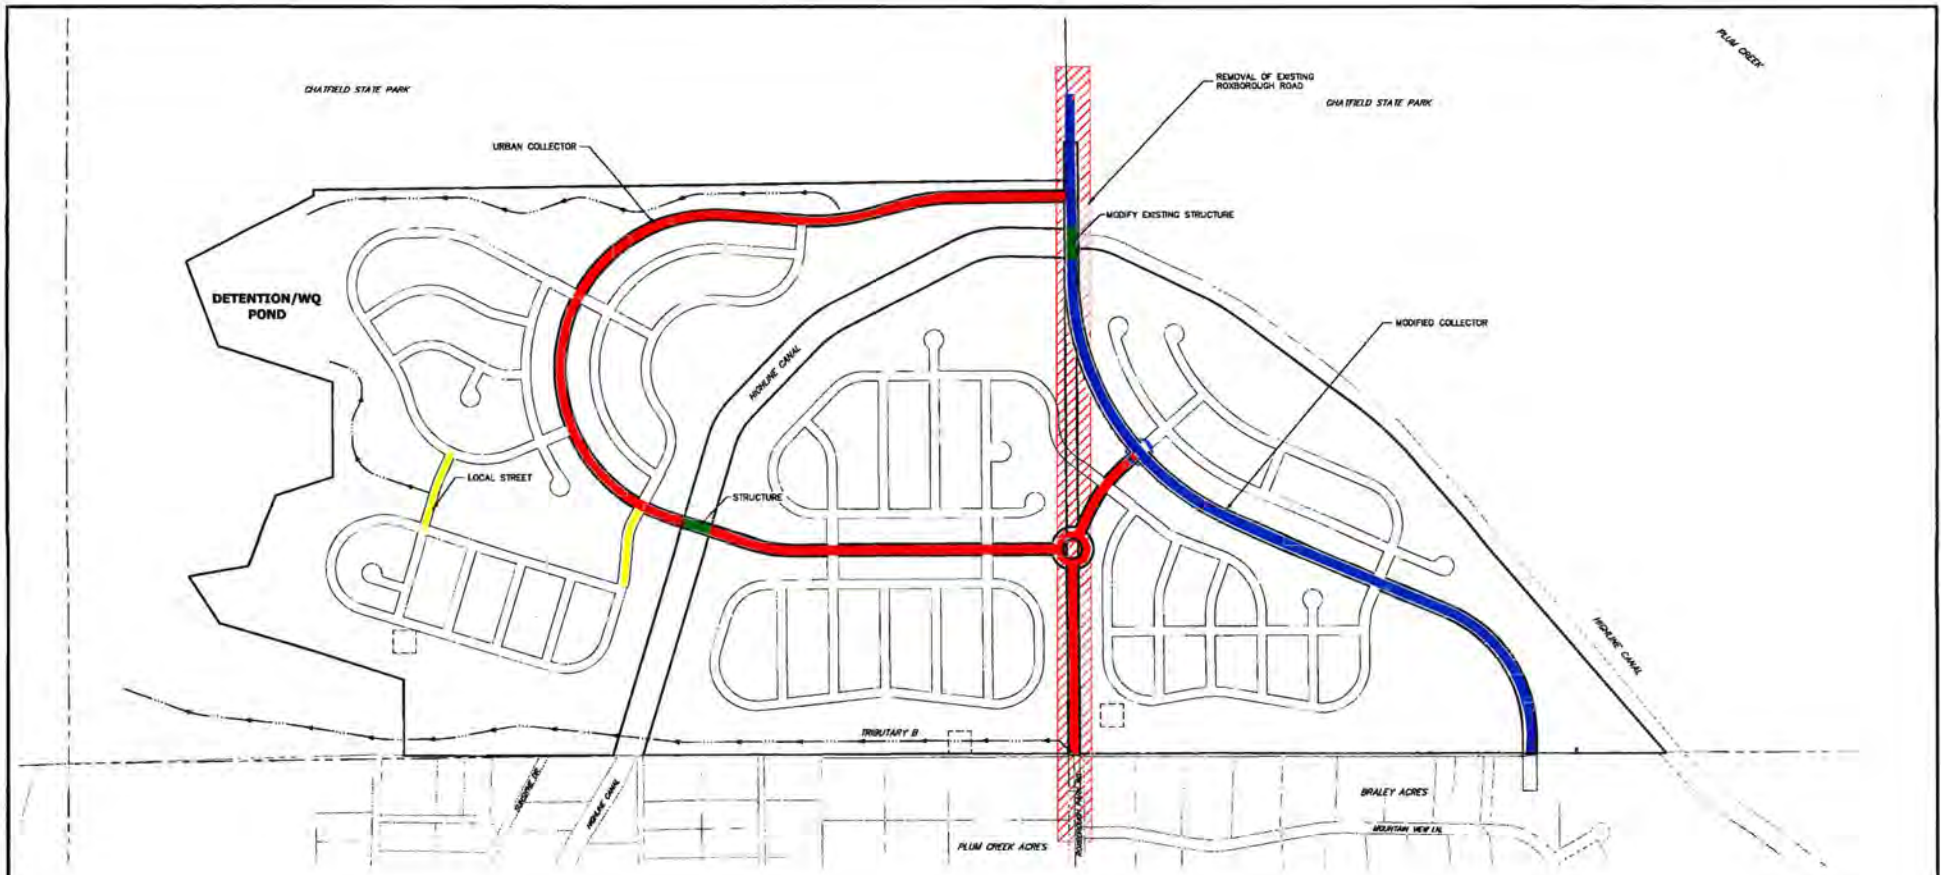 PLUM CREEK
CHATFIELD STATE PARK
REMOVAL OF EXISTING
ROXBOROUGH ROAD
CHATFIELD STATE PARK
URBAN COLLECTOR
MODIFY EXISTING STRUCTURE
DETENTION/WQ
POND
MODIFIED COLLECTOR
HIGHLINE CANAL
LOCAL STREET
STRUCTURE
HIGHLINE CANAL
TRIBUTARY B
HIGHLINE CANAL
BRALEY ACRES
MOUNTAIN VIEW LN.
PLUM CREEK ACRES